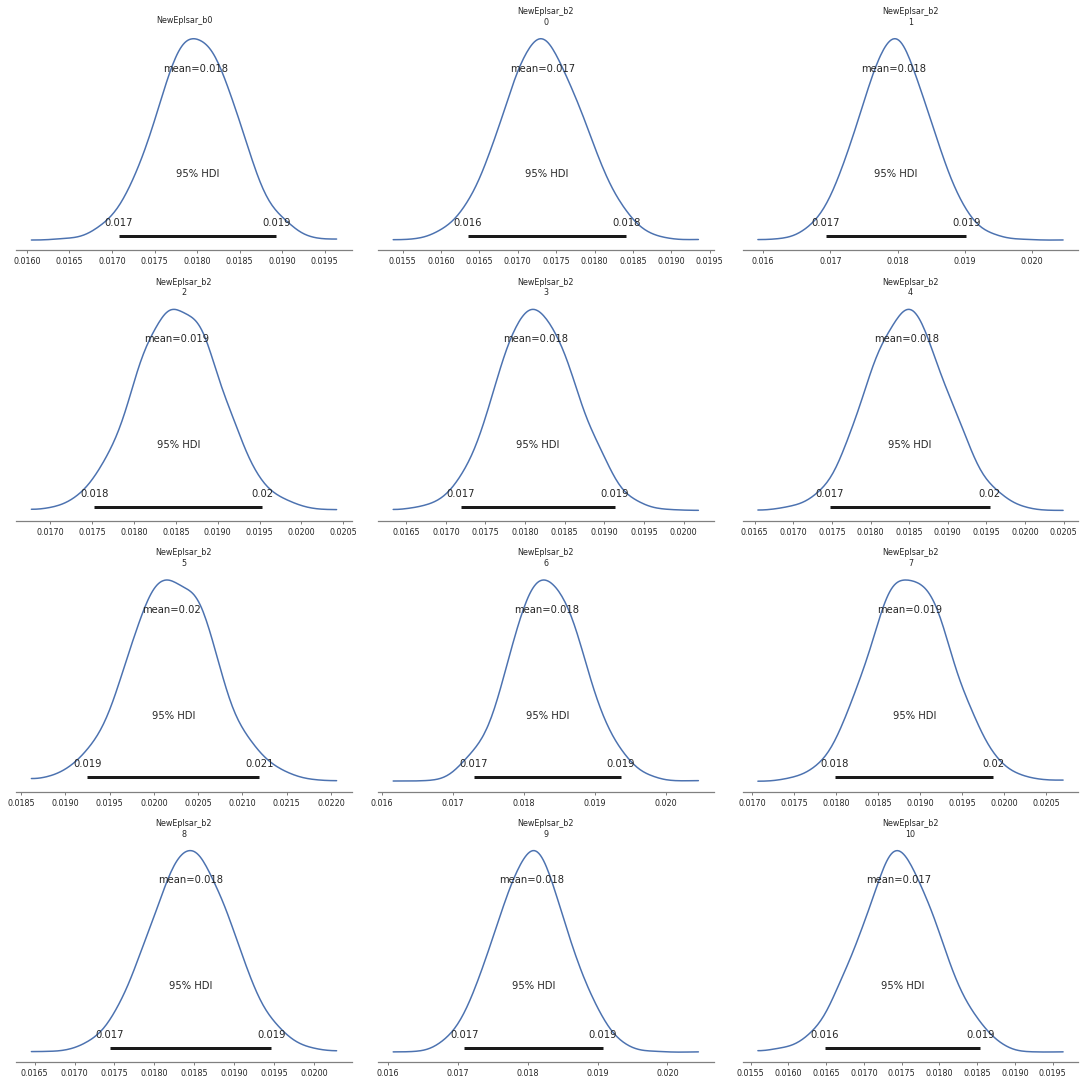 NewEplsar_b0
mean=0.018
95% HDI
0.017 0.019
0.0160 0.0165 0.0170 0.0175 0.0180 0.0185 0.0190 0.0195
NewEplsar_b2
0
mean=0.017
95% HDI
0.016 0.018
0.0155 0.0160 0.0165 0.0170 0.0175 0.0180 0.0185 0.0190 0.0195
NewEplsar_b2
1
mean=0.018
95% HDI
0.017 0.019
0.016 0.017 0.018 0.019 0.020
NewEplsar_b2
2
mean=0.019
95% HDI
0.018 0.02
0.0170 0.0175 0.0180 0.0185 0.0190 0.0195 0.0200 0.0205
NewEplsar_b2
3
mean=0.018
95% HDI
0.017 0.019
0.0165 0.0170 0.0175 0.0180 0.0185 0.0190 0.0195 0.0200
NewEplsar_b2
4
mean=0.018
95% HDI
0.017 0.02
0.0165 0.0170 0.0175 0.0180 0.0185 0.0190 0.0195 0.0200 0.0205
NewEplsar_b2
5
mean=0.02
95% HDI
0.019 0.021
0.0185 0.0190 0.0195 0.0200 0.0205 0.0210 0.0215 0.0220
NewEplsar_b2
6
mean=0.018
95% HDI
0.017 0.019
0.016 0.017 0.018 0.019 0.020
NewEplsar_b2
7
mean=0.019
95% HDI
0.018 0.02
0.0170 0.0175 0.0180 0.0185 0.0190 0.0195 0.0200 0.0205
NewEplsar_b2
8
mean=0.018
95% HDI
0.017 0.019
0.0165 0.0170 0.0175 0.0180 0.0185 0.0190 0.0195 0.0200
NewEplsar_b2
9
mean=0.018
95% HDI
0.017 0.019
0.016 0.017 0.018 0.019 0.020
NewEplsar_b2
10
mean=0.017
95% HDI
0.016 0.019
0.0155 0.0160 0.0165 0.0170 0.0175 0.0180 0.0185 0.0190 0.0195